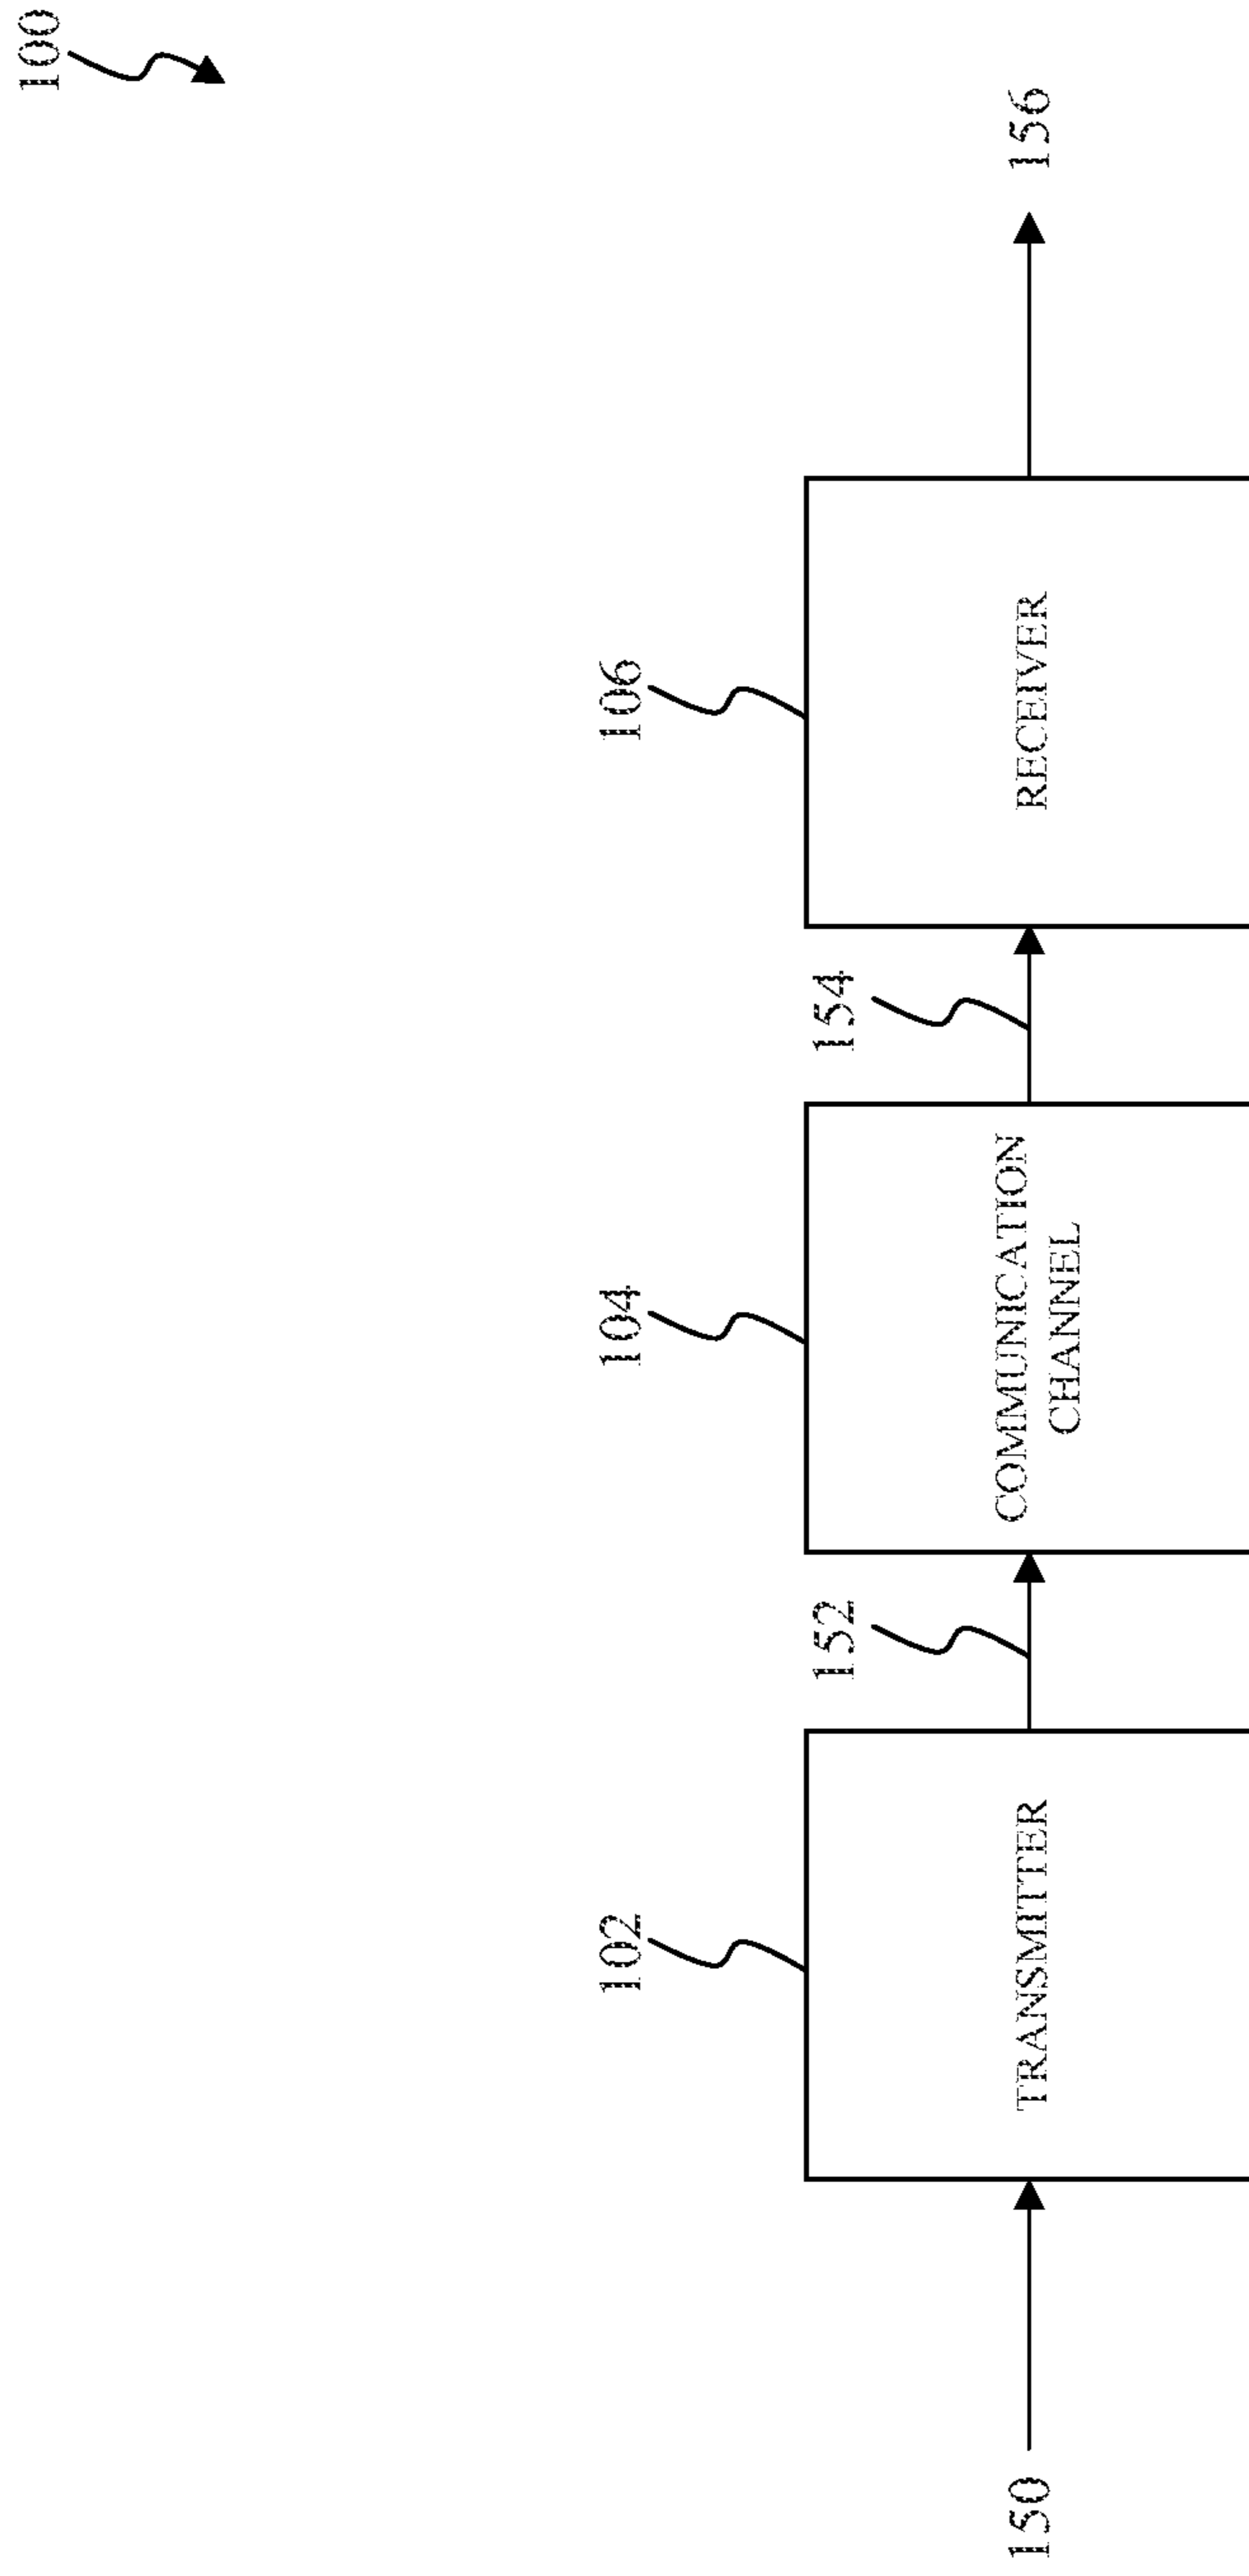 100
102
104
106
150
TRANSMITTER
152
COMMUNICATION
CHANNEL
154
RECEIVER
156